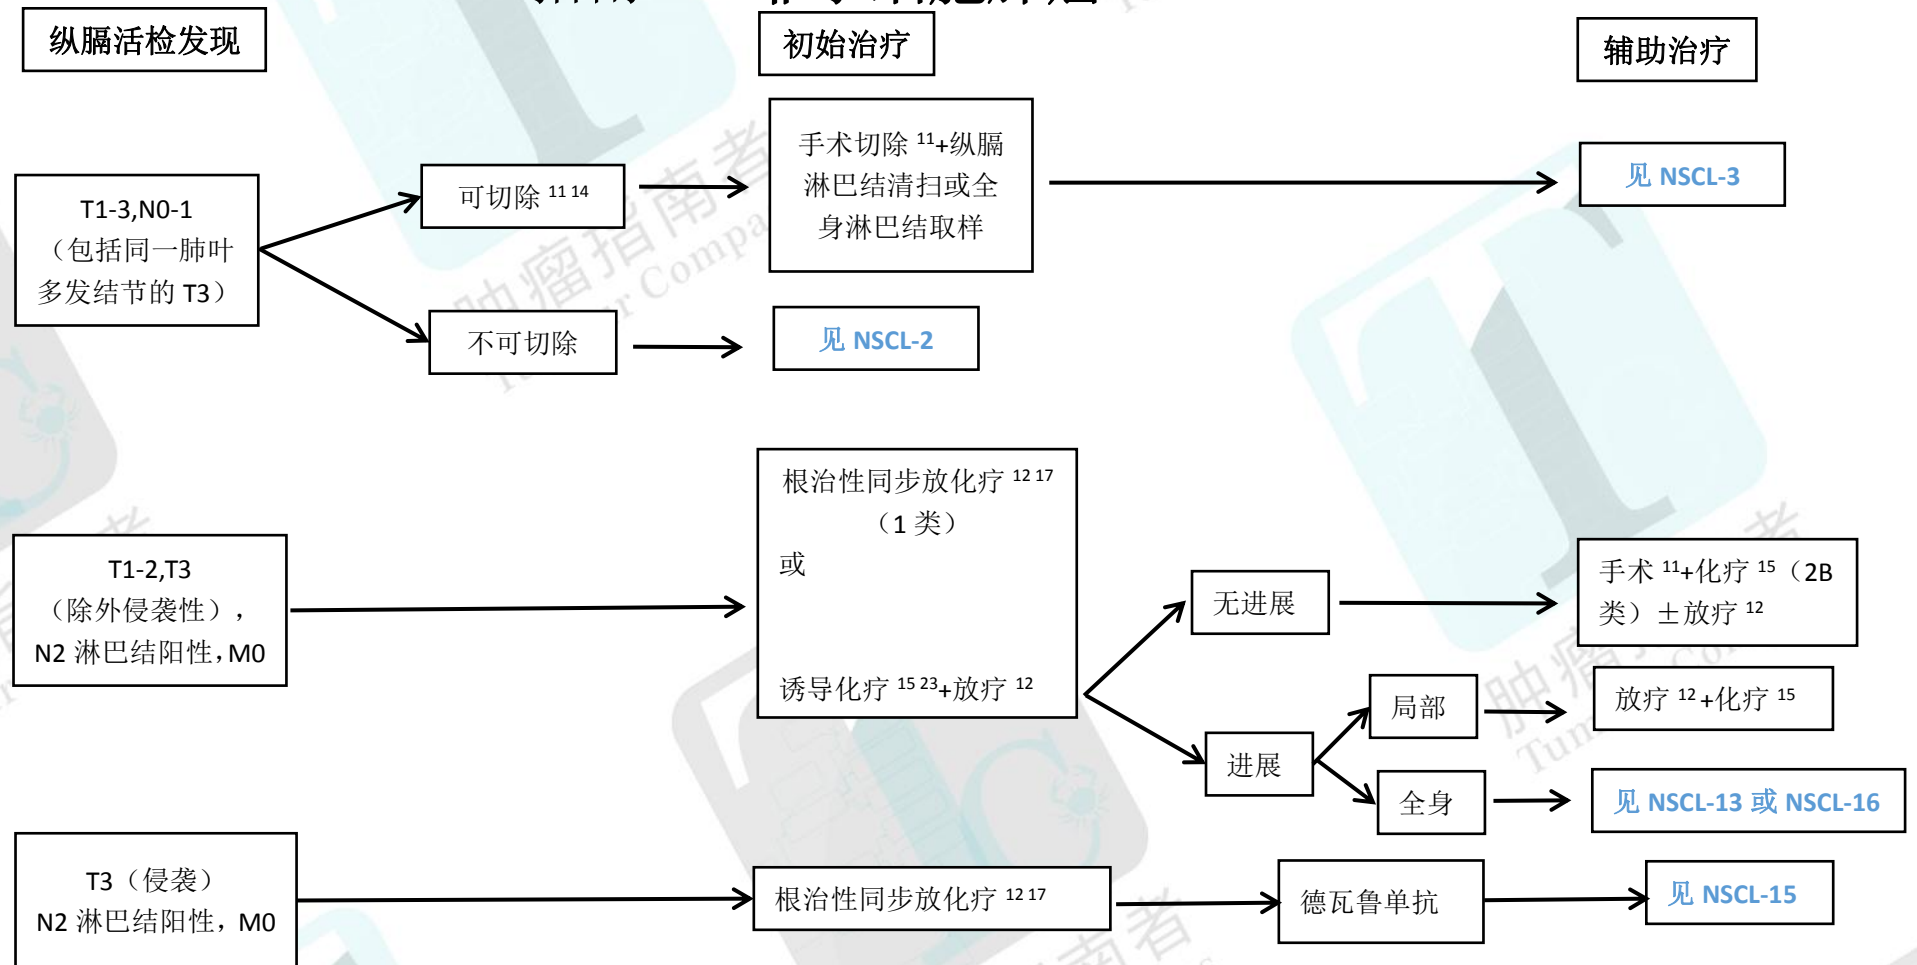 纵膈活检发现
初始治疗
辅助治疗
T1-3,N0-1
（包括同一肺叶
多发结节的 T3）
可切除 11 14
手术切除 11+纵膈
淋巴结清扫或全
身淋巴结取样
见 NSCL-3
不可切除
见 NSCL-2
T1-2,T3
（除外侵袭性），
N2 淋巴结阳性，M0
根治性同步放化疗 12 17
（1 类）
或
诱导化疗 15 23+放疗 12
无进展
手术 11+化疗 15（2B
类）±放疗 12
进展
局部
放疗 12+化疗 15
全身
见 NSCL-13 或 NSCL-16
T3（侵袭）
N2 淋巴结阳性，M0
根治性同步放化疗 12 17
德瓦鲁单抗
见 NSCL-15
肿瘤指南者